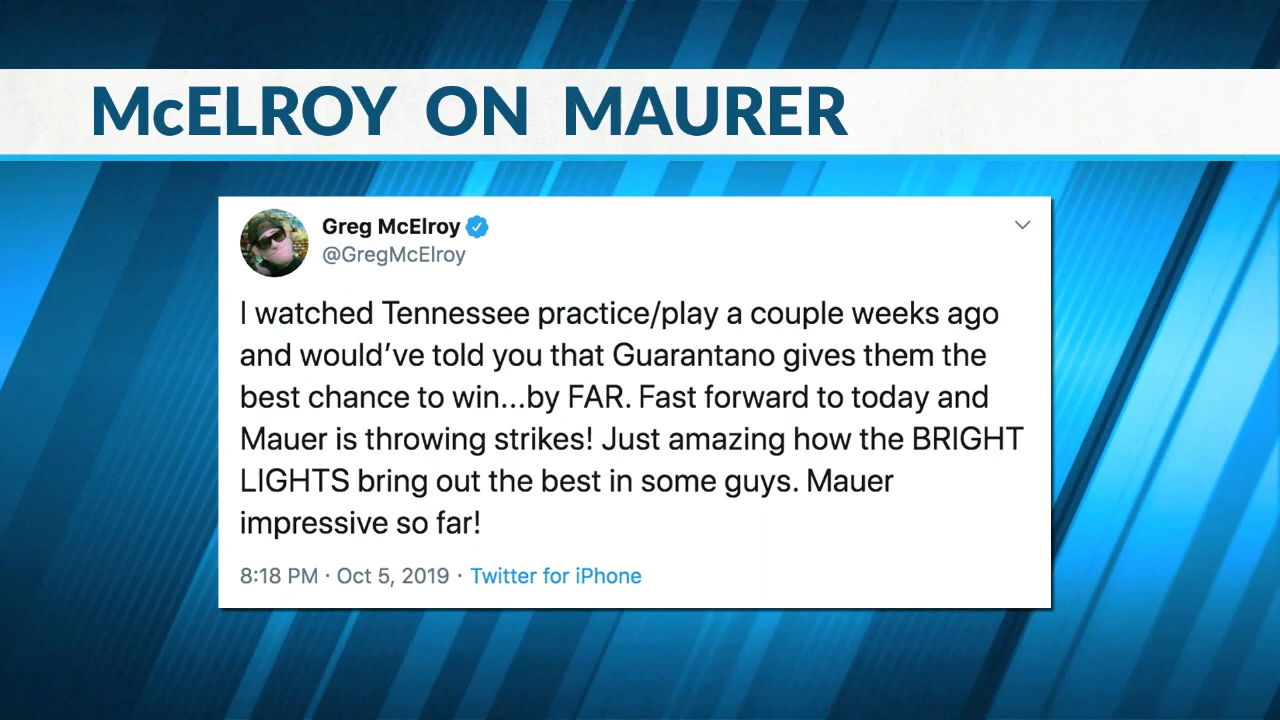 McELROY ON MAURER
Greg McElroy
@GregMcElroy
I watched Tennessee practice/play a couple weeks ago
and would've told you that Guarantano gives them the
best chance to win...by FAR. Fast forward to today and
Mauer is throwing strikes! Just amazing how the BRIGHT
LIGHTS bring out the best in some guys. Mauer
impressive so far!
8:18 PM · Oct 5, 2019 · Twitter for iPhone